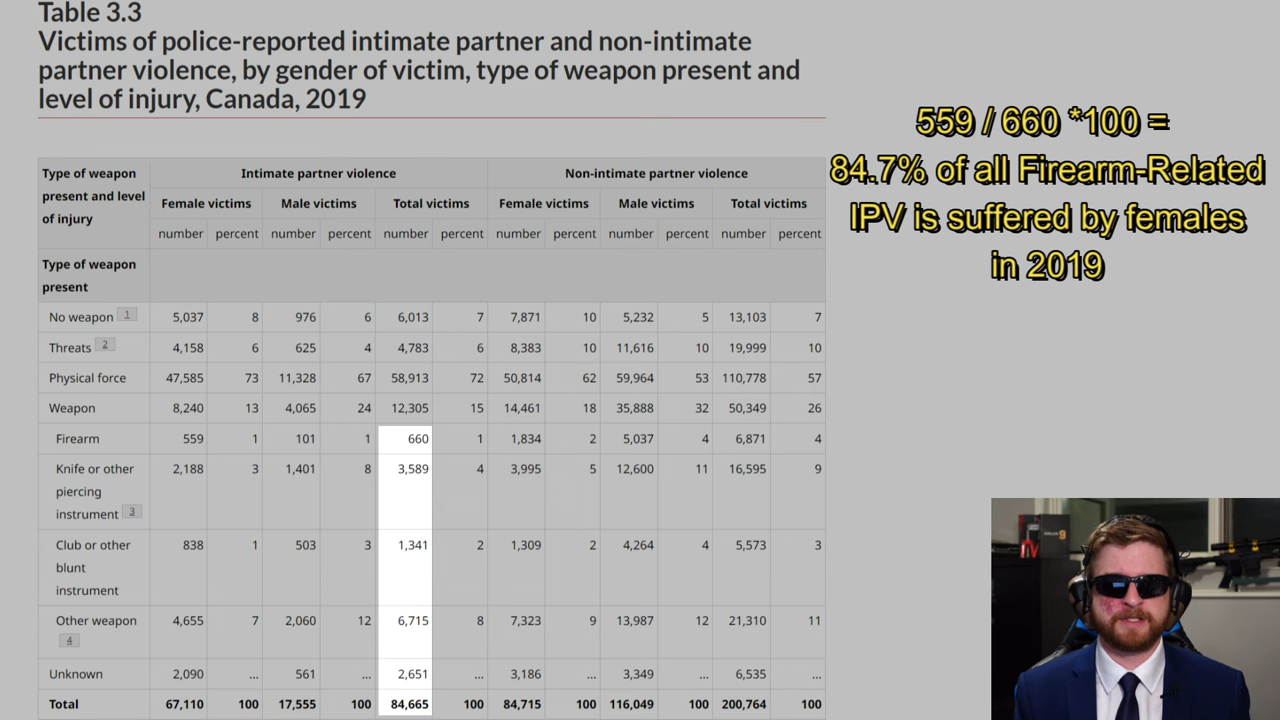 Table 3.3
Victims of police-reported intimate partner and non-intimate
partner violence, by gender of victim, type of weapon present and
level of injury, Canada, 2019
559 / 660 *100 =
84.7% of all Firearm-Related
IPV is suffered by females
in 2019
Type of weapon
present and level
of injury
Intimate partner violence
Non-intimate partner violence
Female victims Male victims Total victims Female victims Male victims Total victims
number percent number percent number percent number percent number percent number percent
Type of weapon
present
No weapon 1 5,037 8 976 6 6,013 7 7,871 10 5,232 5 13,103 7
Threats 2 4,158 6 625 4 4,783 6 8,383 10 11,616 10 19,999 10
Physical force 47,585 73 11,328 67 58,913 72 50,814 62 59,964 53 110,778 57
Weapon 8,240 13 4,065 24 12,305 15 14,461 18 35,888 32 50,349 26
Firearm 559 1 101 1 660 1 1,834 2 5,037 4 6,871 4
Knife or other 2,188 3 1,401 8 3,589 4 3,995 5 12,600 11 16,595 9
piercing
instrument 3
Club or other 838 1 503 3 1,341 2 1,309 2 4,264 4 5,573 3
blunt
instrument
Other weapon 4,655 7 2,060 12 6,715 8 7,323 9 13,987 12 21,310 11
4
Unknown 2,090 ... 561 ... 2,651 ... 3,186 ... 3,349 ... 6,535 ...
Total 67,110 100 17,555 100 84,665 100 84,715 100 116,049 100 200,764 100